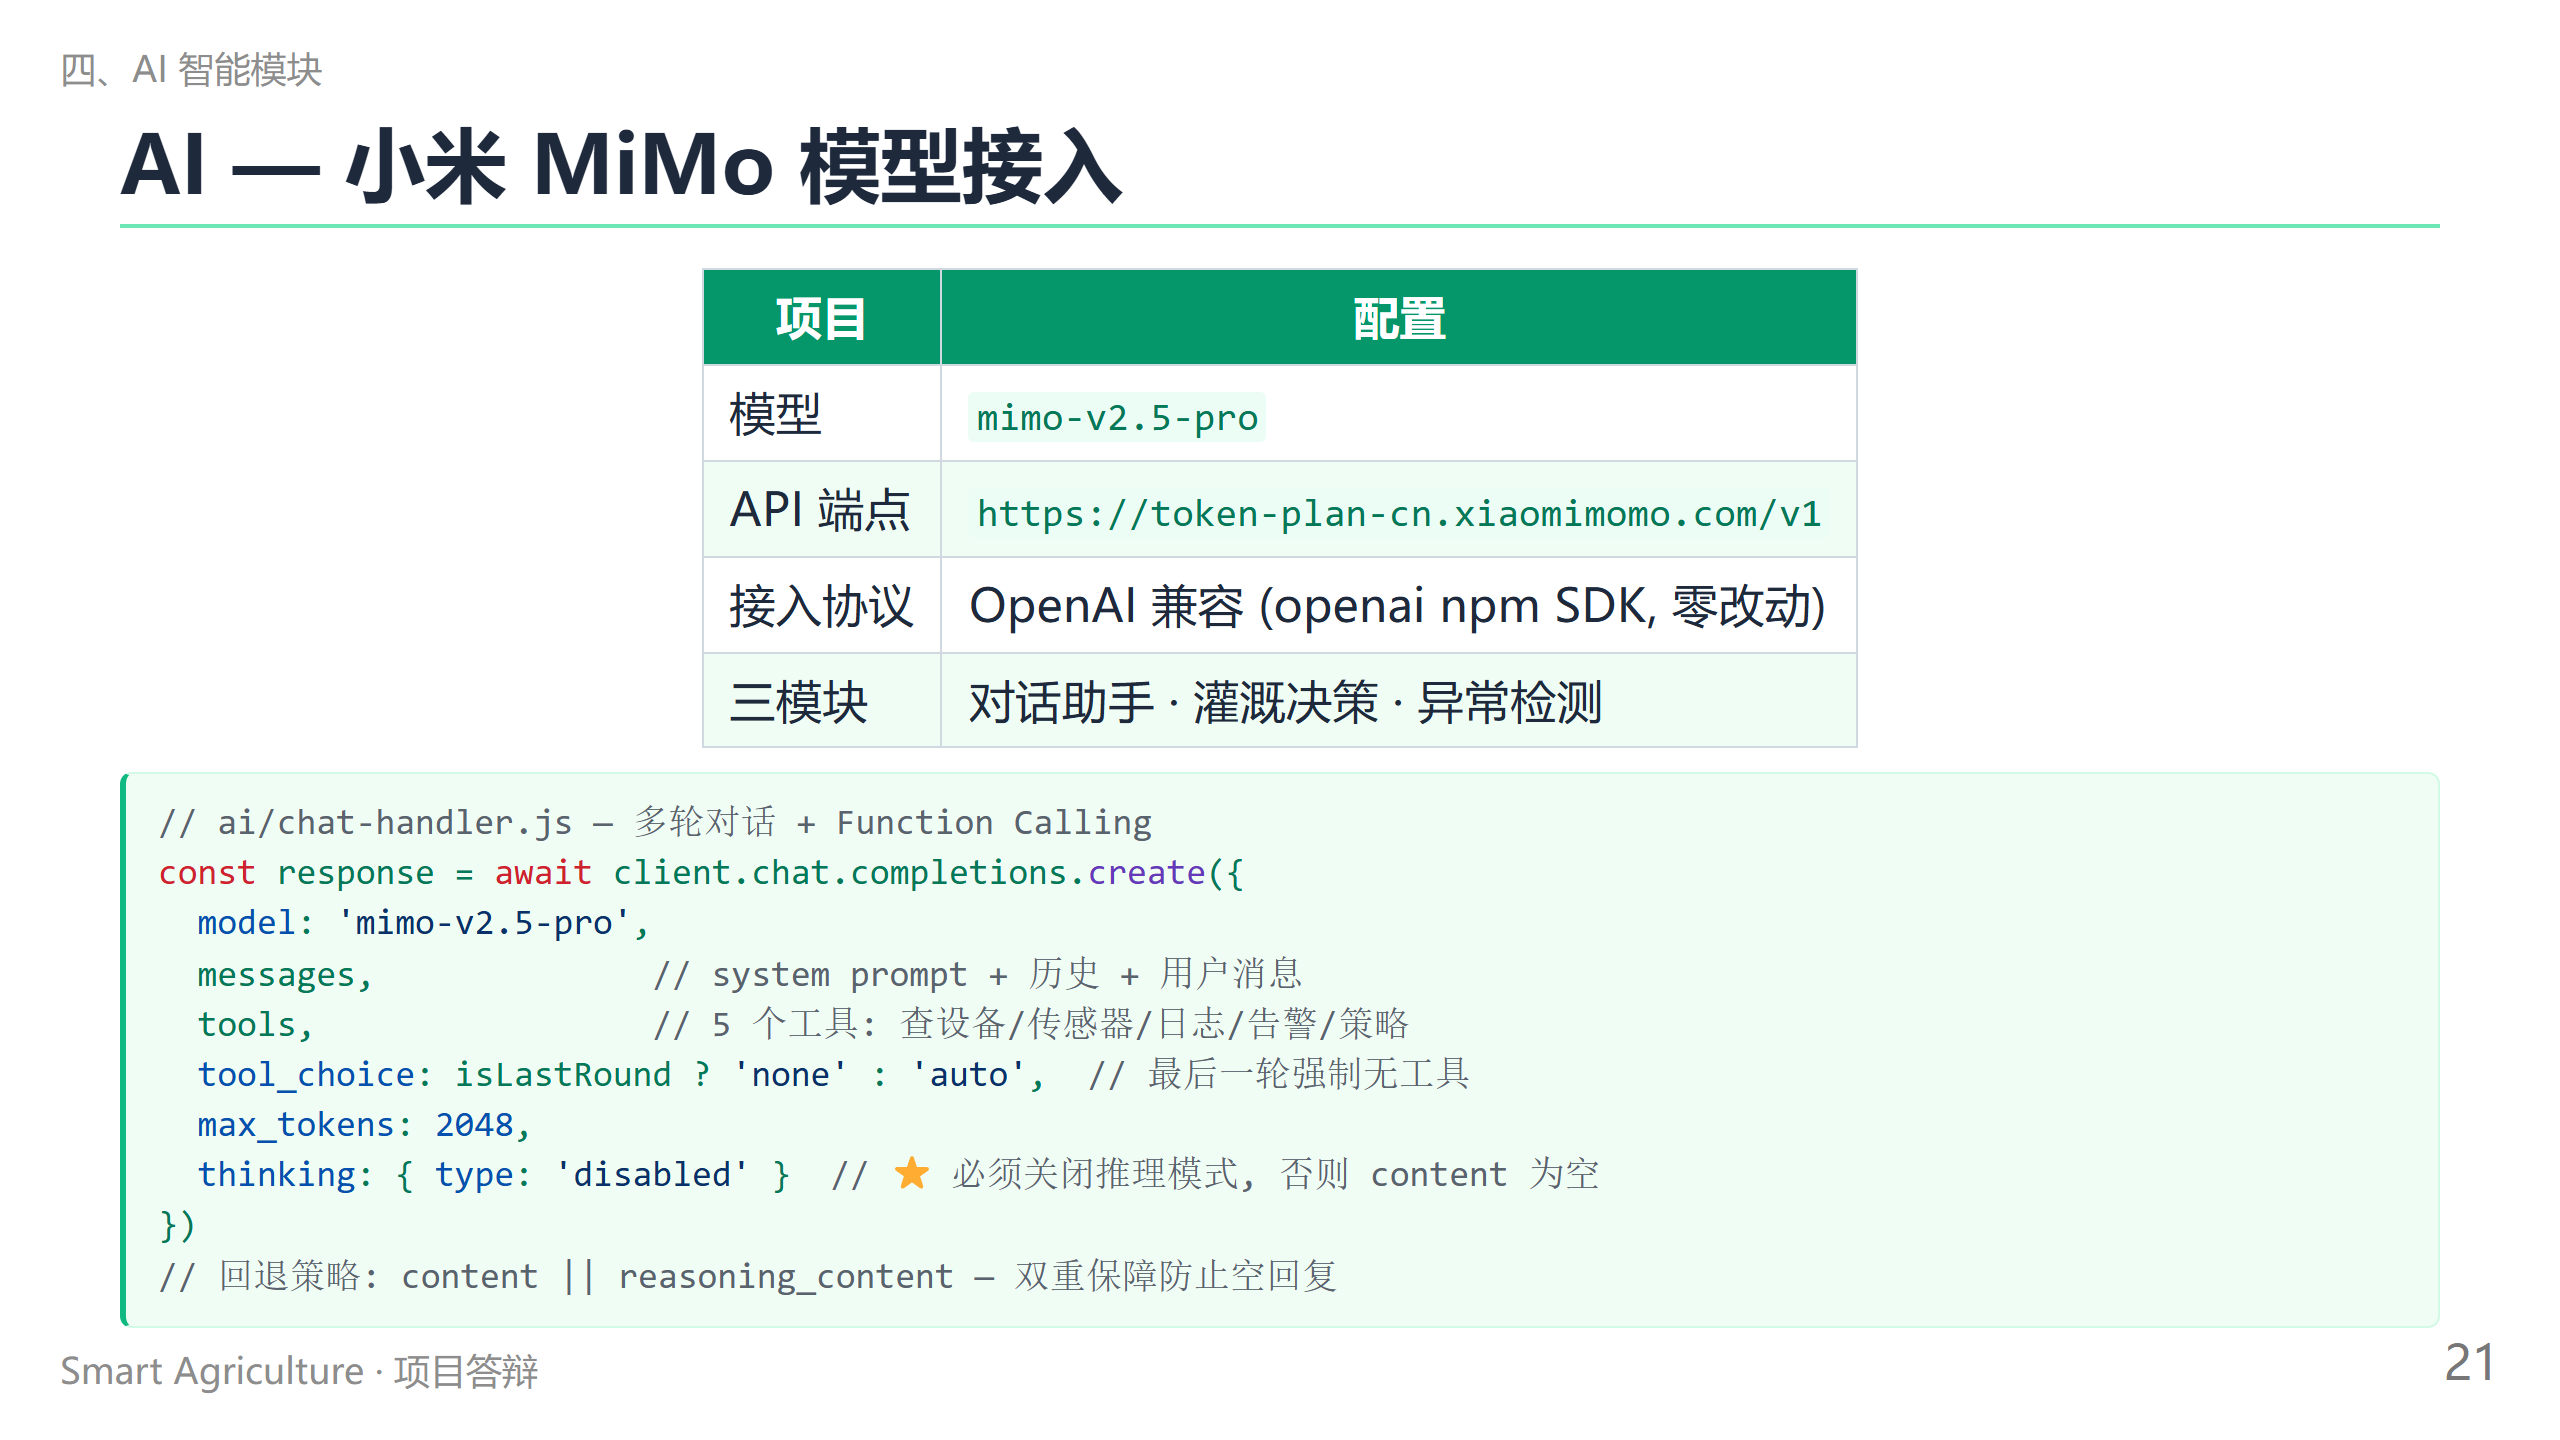 四、AI 智能模块
AI — 小米 MiMo 模型接入
项目 配置
模型 mimo-v2.5-pro
API 端点 https://token-plan-cn.xiaomimomo.com/v1
接入协议 OpenAI 兼容 (openai npm SDK, 零改动)
三模块 对话助手 · 灌溉决策 · 异常检测
// ai/chat-handler.js — 多轮对话 + Function Calling
const response = await client.chat.completions.create({
  model: 'mimo-v2.5-pro',
  messages,              // system prompt + 历史 + 用户消息
  tools,                 // 5 个工具: 查设备/传感器/日志/告警/策略
  tool_choice: isLastRound ? 'none' : 'auto',  // 最后一轮强制无工具
  max_tokens: 2048,
  thinking: { type: 'disabled' }  // ⭐ 必须关闭推理模式, 否则 content 为空
})
// 回退策略: content || reasoning_content — 双重保障防止空回复
Smart Agriculture · 项目答辩
21